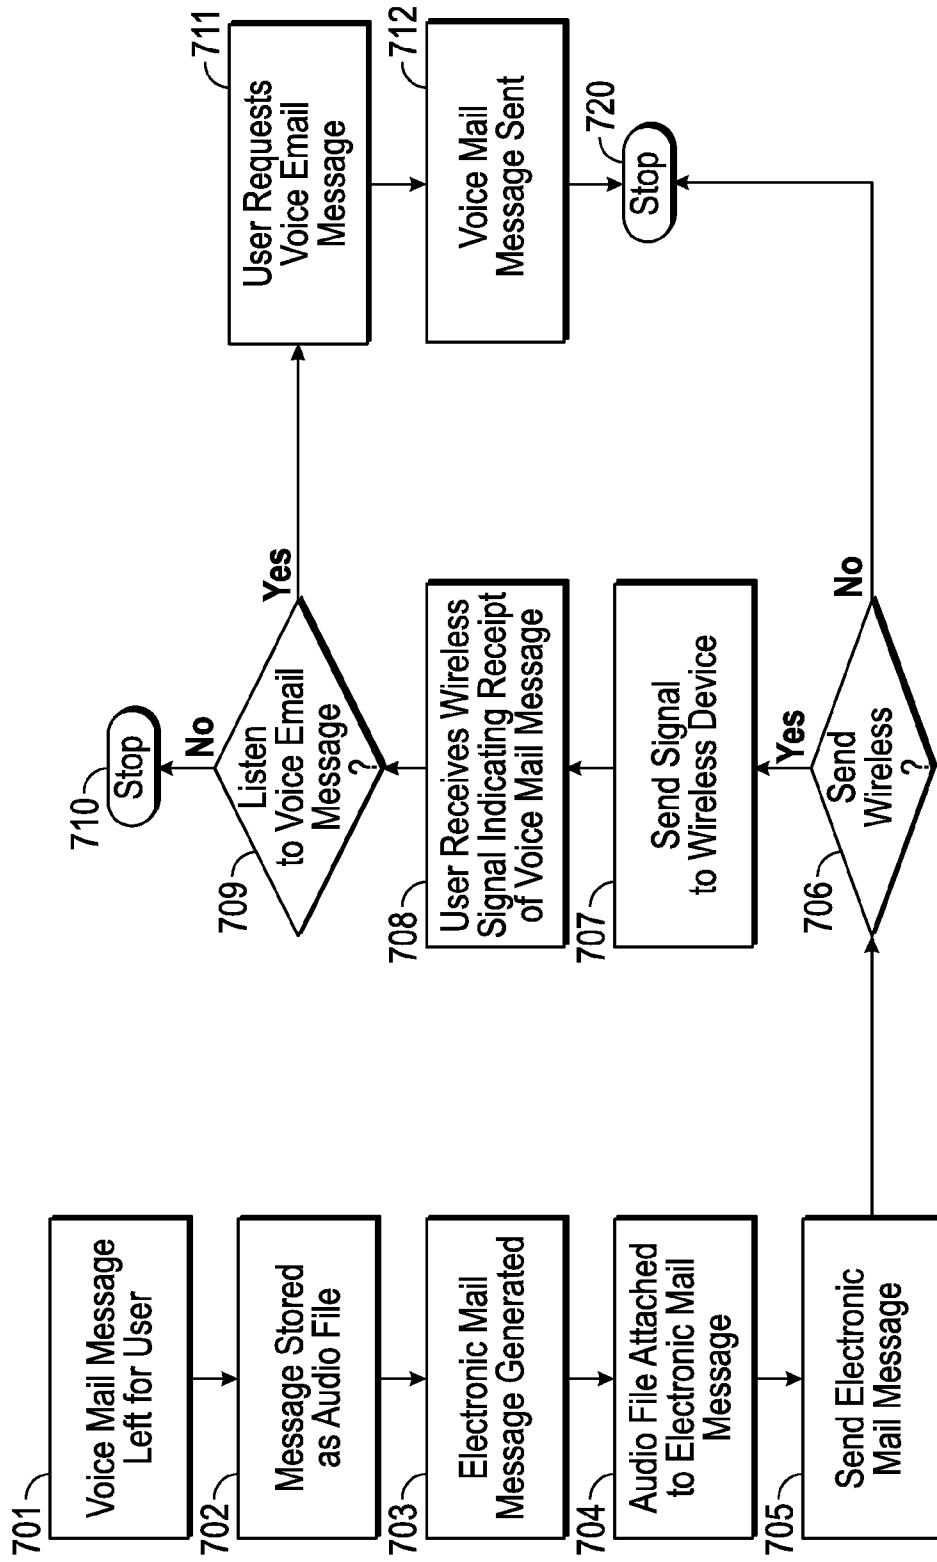 701
Voice Mail Message
Left for User
702
Message Stored
as Audio File
703
Electronic Mail
Message Generated
704
Audio File Attached
to Electronic Mail
Message
705
Send Electronic
Mail Message
706
Send
Wireless
?
Yes
No
707
Send Signal
to Wireless Device
708
User Receives Wireless
Signal Indicating Receipt
of Voice Mail Message
709
Listen
to Voice Email
Message
?
No
Yes
710
Stop
711
User Requests
Voice Email
Message
712
Voice Mail
Message Sent
720
Stop